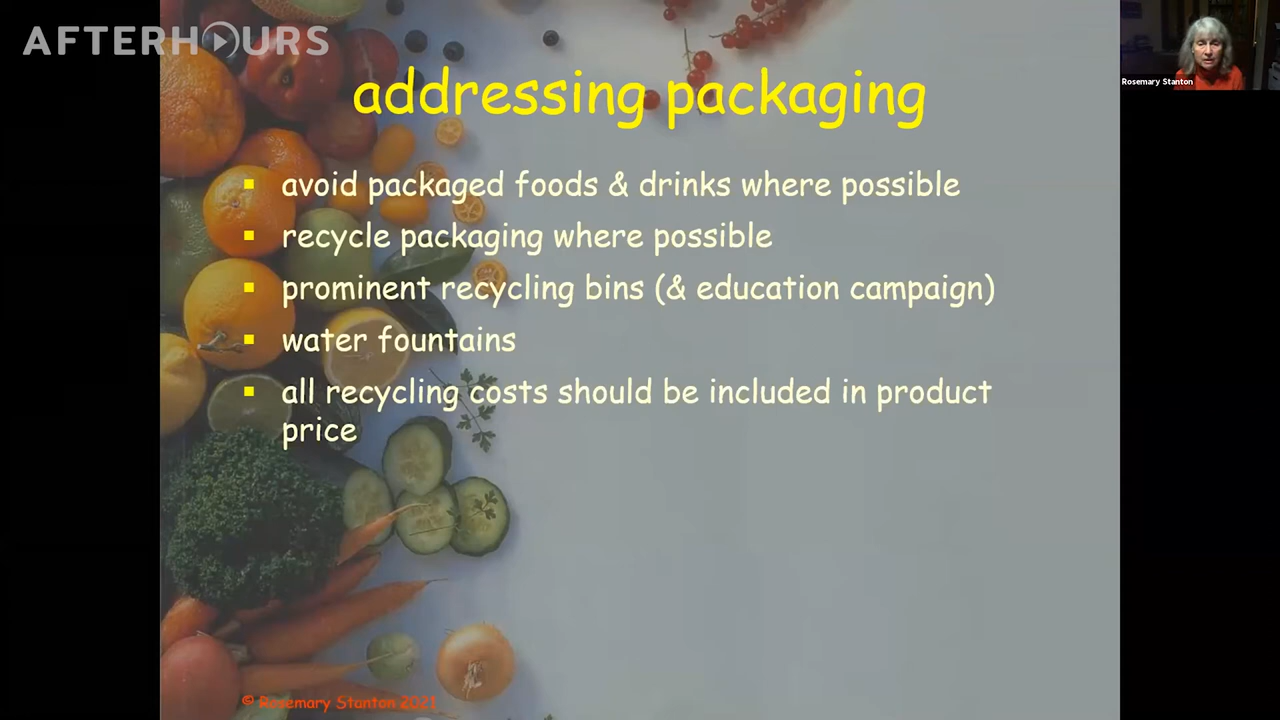 AFTERHOURS
Rosemary Stanton
addressing packaging
avoid packaged foods & drinks where possible
recycle packaging where possible
prominent recycling bins (& education campaign)
water fountains
all recycling costs should be included in product
price
© Rosemary Stanton 2021